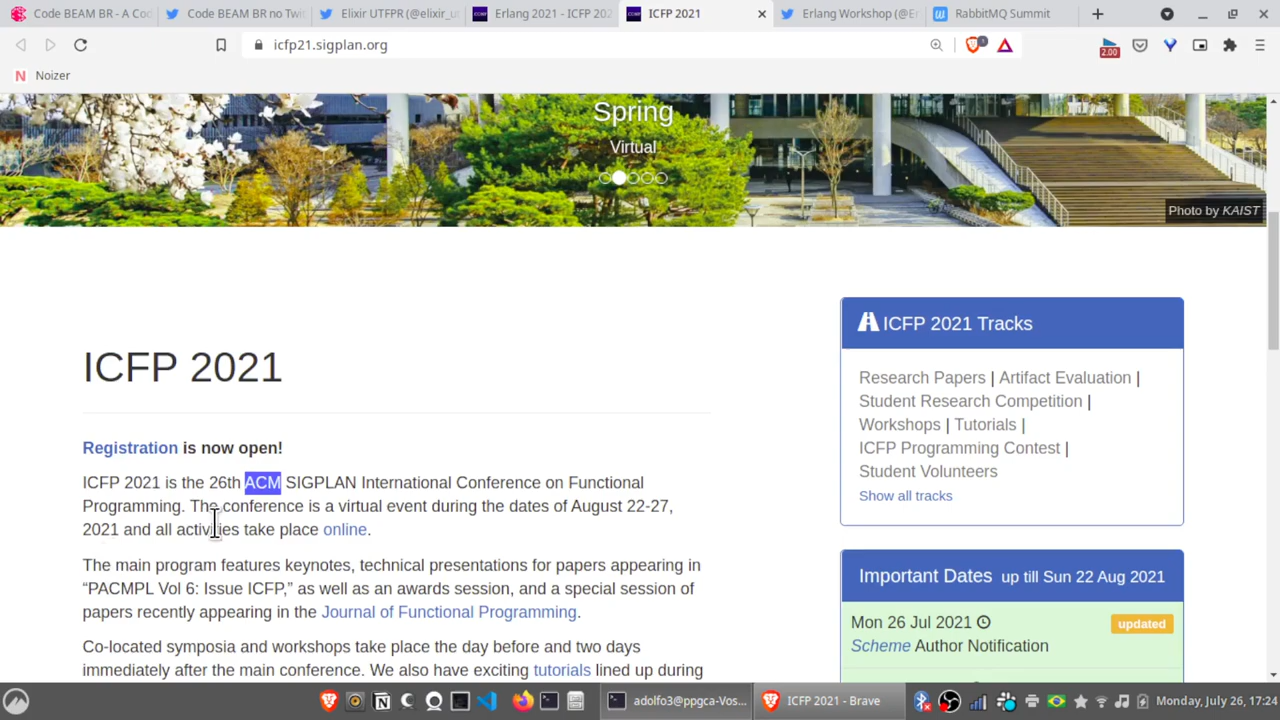 Code BEAM BR - A Cod
Code BEAM BR no Twit
Elixir UTFPR (@elixir_ut
Erlang 2021 - ICFP 202
ICFP 2021
Erlang Workshop (@Er
RabbitMQ Summit
icfp21.sigplan.org
2.00
N Noizer
Spring
Virtual
Photo by KAIST
ICFP 2021
Registration is now open!
ICFP 2021 is the 26th ACM SIGPLAN International Conference on Functional
Programming. The conference is a virtual event during the dates of August 22-27,
2021 and all activities take place online.
The main program features keynotes, technical presentations for papers appearing in
“PACMPL Vol 6: Issue ICFP,” as well as an awards session, and a special session of
papers recently appearing in the Journal of Functional Programming.
Co-located symposia and workshops take place the day before and two days
immediately after the main conference. We also have exciting tutorials lined up during
ICFP 2021 Tracks
Research Papers | Artifact Evaluation |
Student Research Competition |
Workshops | Tutorials |
ICFP Programming Contest |
Student Volunteers
Show all tracks
Important Dates up till Sun 22 Aug 2021
Mon 26 Jul 2021
updated
Scheme Author Notification
adolfo3@ppgca-Vos...
ICFP 2021 - Brave
Monday, July 26, 17:24